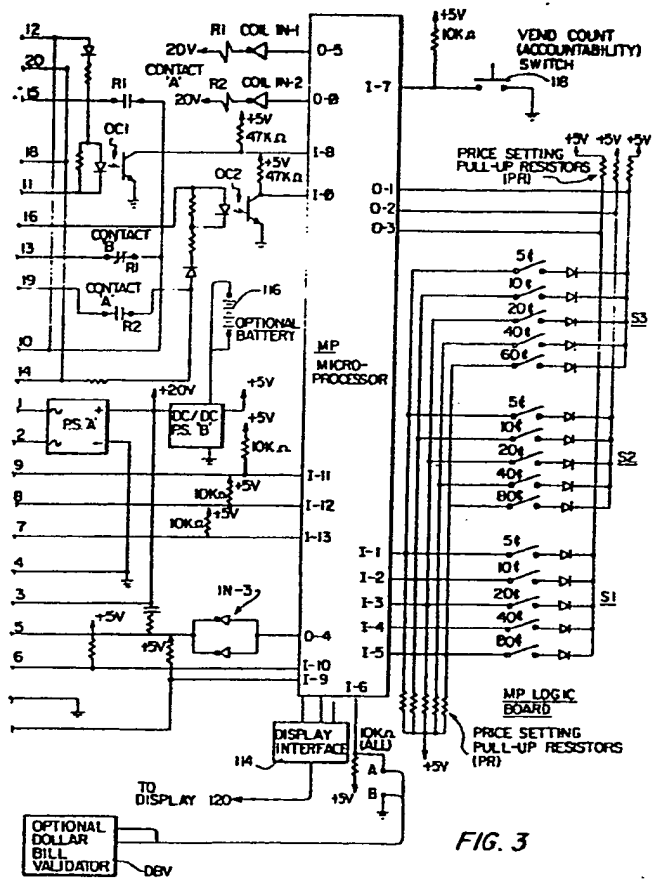 12
20
15
18
11
16
13
19
10
14
1
2
9
8
7
4
3
5
6
R1
20V
R1
COIL IN-1
O-5
CONTACT
"A"
20V
R2
COIL IN-2
O-0
OC1
+5V
47KΩ
I-8
OC2
+5V
47KΩ
I-0
CONTACT
"B"
R1
CONTACT
"A"
R2
116
OPTIONAL
BATTERY
+20V
P.S. "A"
+
−
DC/DC
P.S. "B"
+5V
+5V
10KΩ
I-11
+5V
10KΩ
I-12
+5V
10KΩ
I-13
MP
MICRO-
PROCESSOR
IN-3
+5V
+5V
O-4
I-10
I-9
I-6
DISPLAY
INTERFACE
114
TO
DISPLAY 120
10KΩ
(ALL)
+5V
A
B
OPTIONAL
DOLLAR
BILL
VALIDATOR
DBV
+5V
10KΩ
I-7
VEND COUNT
(ACCOUNTABILITY)
SWITCH
118
+5V
+5V
+5V
PRICE SETTING
PULL-UP RESISTORS
(PR)
O-1
O-2
O-3
5¢
10¢
20¢
40¢
60¢
S3
5¢
10¢
20¢
40¢
80¢
S2
I-1
5¢
I-2
10¢
I-3
20¢
I-4
40¢
I-5
80¢
S1
MP LOGIC
BOARD
PRICE SETTING
PULL-UP RESISTORS
(PR)
+5V
FIG. 3